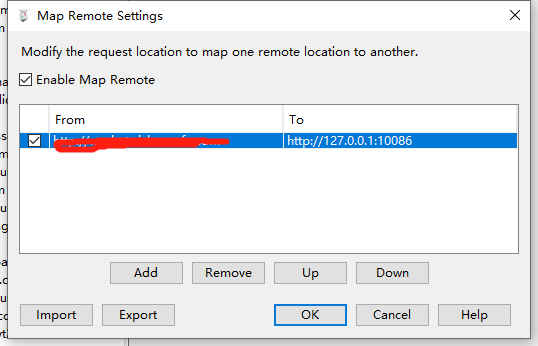 Map Remote Settings
Modify the request location to map one remote location to another.
Enable Map Remote
From To
http://127.0.0.1:10086
Add Remove Up Down
Import Export OK Cancel Help